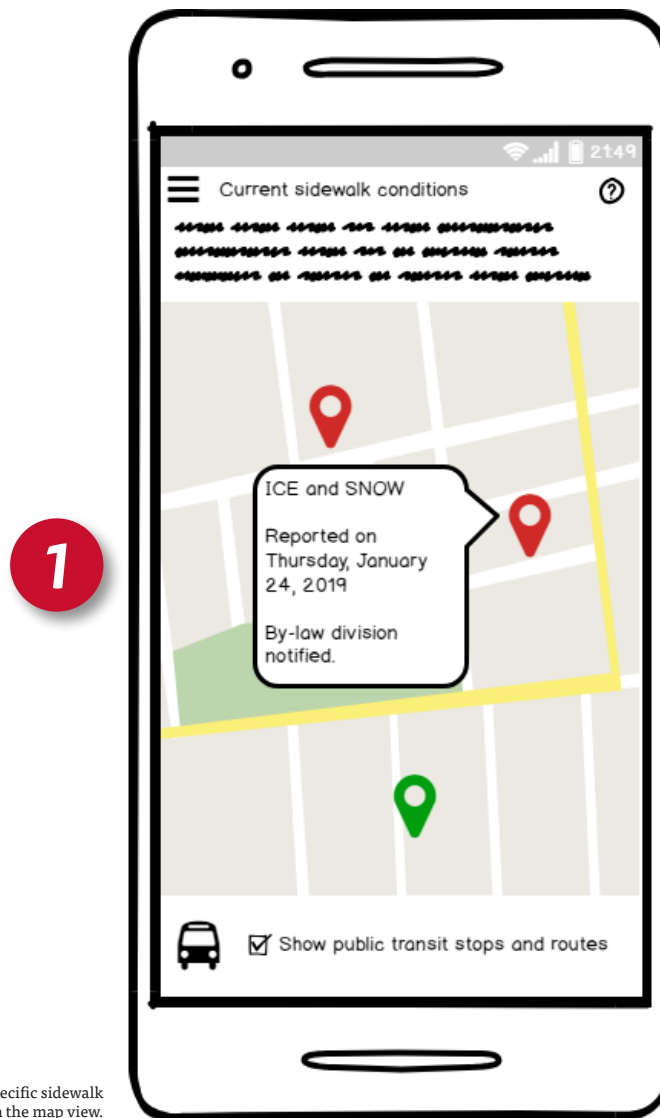 21:49
Current sidewalk conditions
?
ICE and SNOW
Reported on
Thursday, January
24, 2019
By-law division
notified.
1
Show public transit stops and routes
sidewalk
the map view.